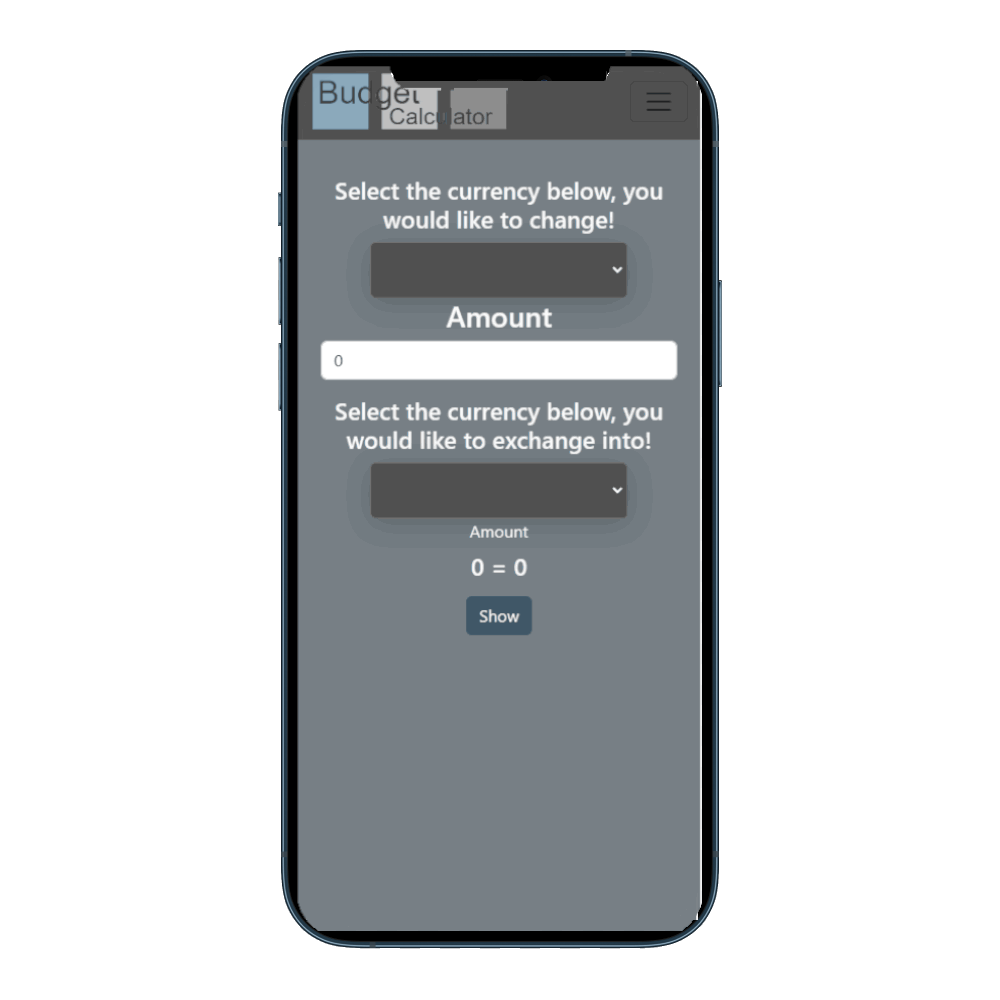 Budget
Calculator
Select the currency below, you
would like to change!
Amount
0
Select the currency below, you
would like to exchange into!
Amount
0 = 0
Show